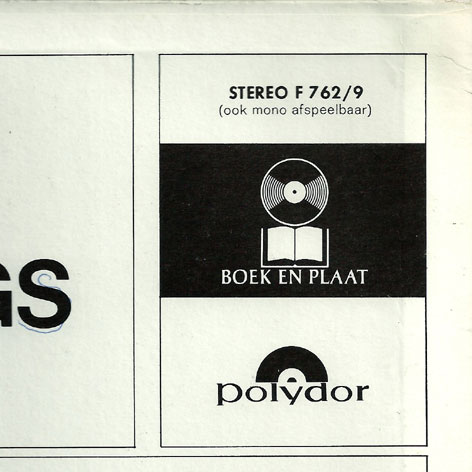 STEREO F 762/9
(ook mono afspeelbaar)
BOEK EN PLAAT
GS
polydor